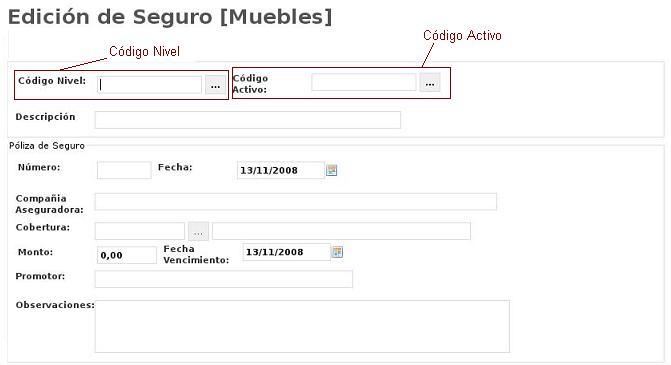 Edición de Seguro [Muebles]
Código Nivel
Código Activo
Código Nivel: ...
Código Activo: ...
Descripción
Póliza de Seguro
Número: Fecha: 13/11/2008
Compañia Aseguradora:
Cobertura: ...
Monto: 0,00 Fecha Vencimiento: 13/11/2008
Promotor:
Observaciones: